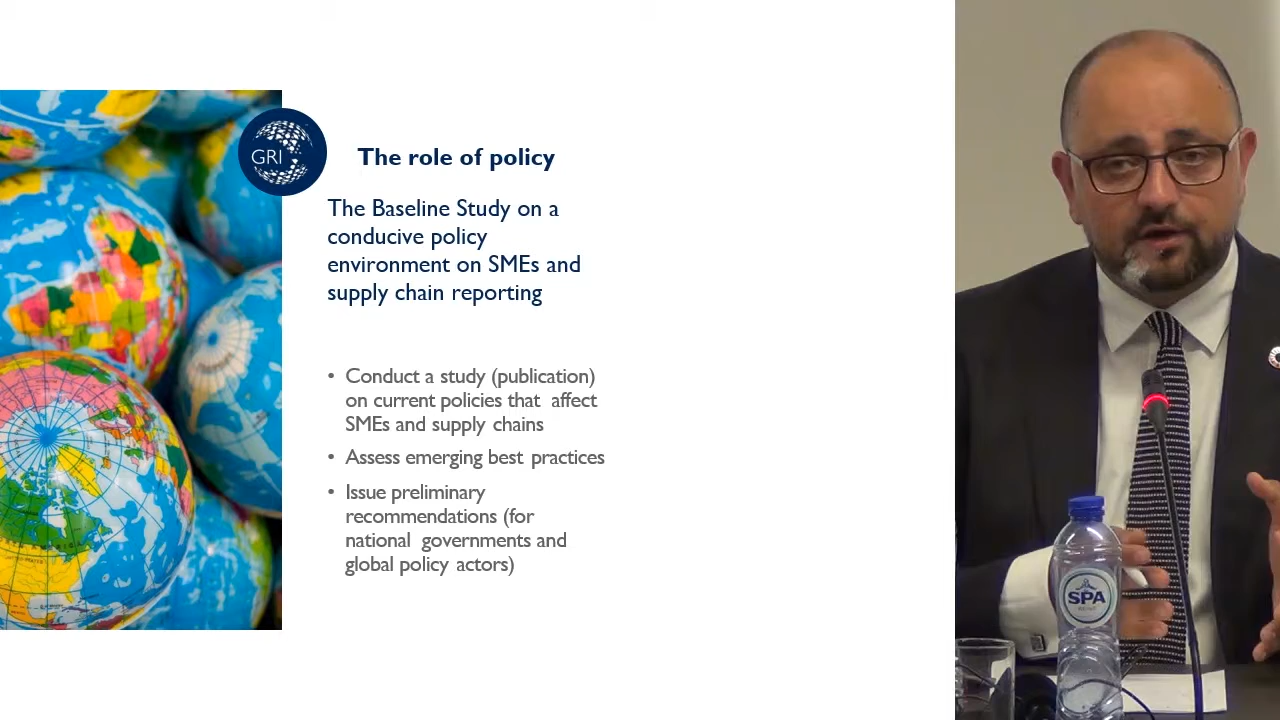 GRI
The role of policy
The Baseline Study on a
conducive policy
environment on SMEs and
supply chain reporting
• Conduct a study (publication)
on current policies that affect
SMEs and supply chains
• Assess emerging best practices
• Issue preliminary
recommendations (for
national governments and
global policy actors)
SPA